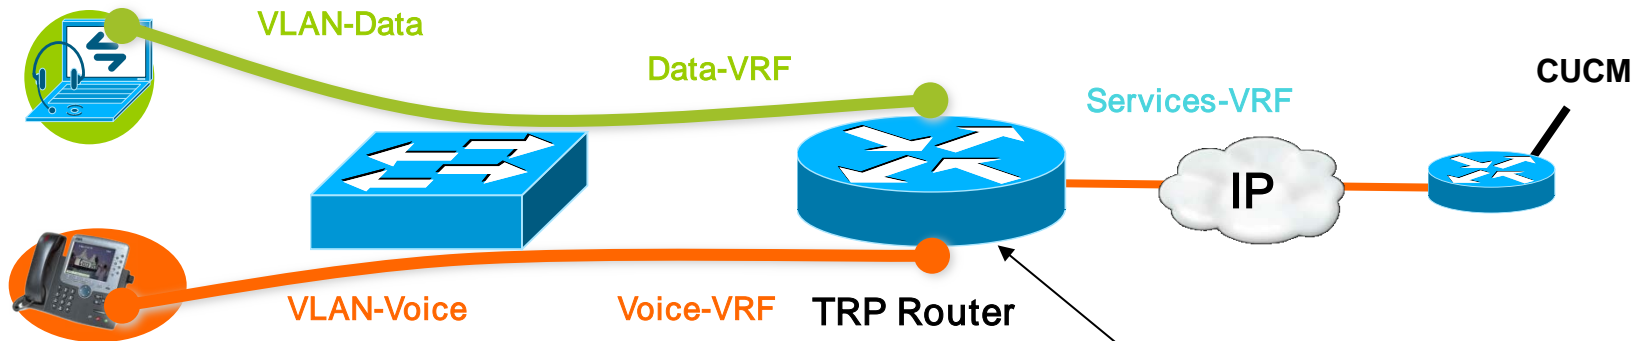 VLAN-Data
Data-VRF
CUCM
Services-VRF
IP
VLAN-Voice
Voice-VRF
TRP Router